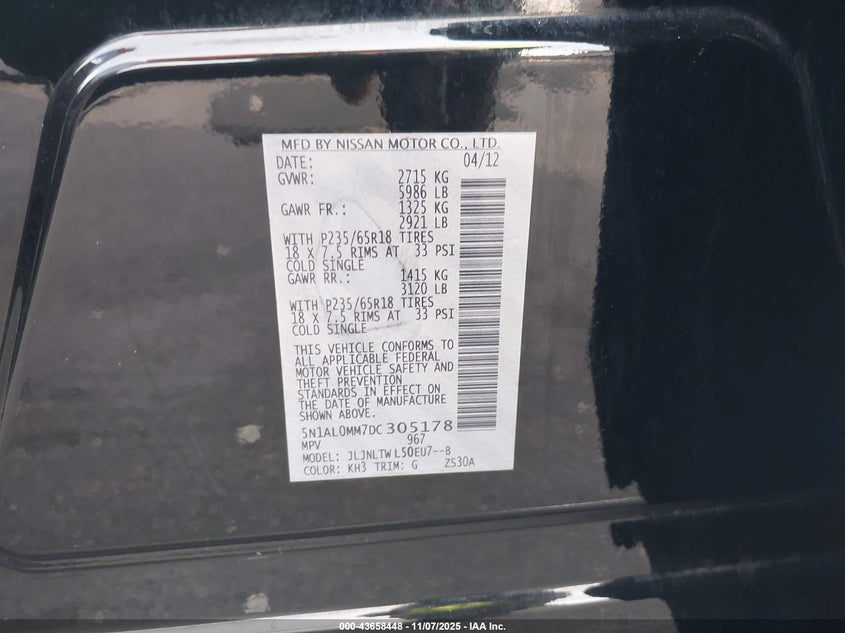 MFD BY NISSAN MOTOR CO., LTD.
DATE: 04/12
GVWR: 2715 KG
5986 LB
GAWR FR.: 1325 KG
2921 LB
WITH P235/65R18 TIRES
18 X 7.5 RIMS AT 33 PSI
COLD SINGLE
GAWR RR.: 1415 KG
3120 LB
WITH P235/65R18 TIRES
18 X 7.5 RIMS AT 33 PSI
COLD SINGLE
THIS VEHICLE CONFORMS TO
ALL APPLICABLE FEDERAL
MOTOR VEHICLE SAFETY AND
THEFT PREVENTION
STANDARDS IN EFFECT ON
THE DATE OF MANUFACTURE
SHOWN ABOVE.
5N1AL0MM7DC305178
MPV 967
MODEL: JLJNLTWL50EU7--B
COLOR: KH3 TRIM: G ZS30A
000-43658448 - 11/07/2025 - IAA Inc.